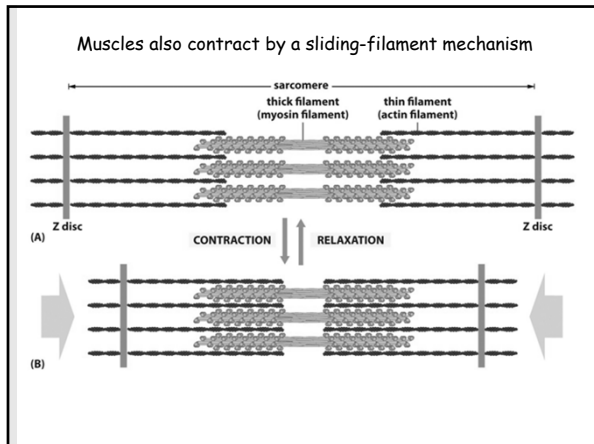 Muscles also contract by a sliding-filament mechanism
sarcomere
thick filament
(myosin filament)
thin filament
(actin filament)
Z disc
Z disc
(A)
CONTRACTION
RELAXATION
(B)